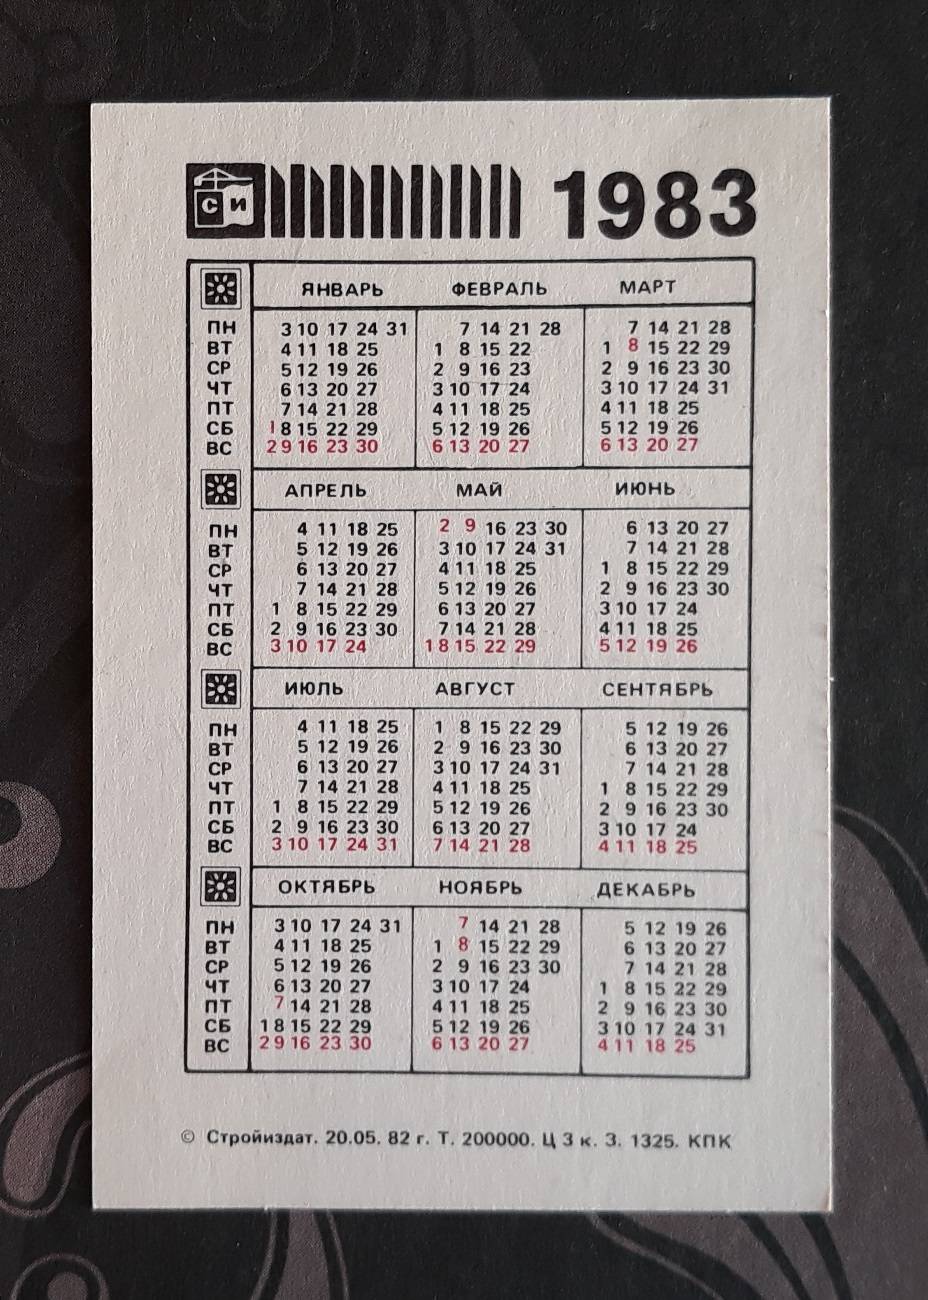 СИ 1983
ЯНВАРЬ ФЕВРАЛЬ МАРТ
ПН 3 10 17 24 31 7 14 21 28 7 14 21 28
ВТ 4 11 18 25 1 8 15 22 1 8 15 22 29
СР 5 12 19 26 2 9 16 23 2 9 16 23 30
ЧТ 6 13 20 27 3 10 17 24 3 10 17 24 31
ПТ 7 14 21 28 4 11 18 25 4 11 18 25
СБ 1 8 15 22 29 5 12 19 26 5 12 19 26
ВС 2 9 16 23 30 6 13 20 27 6 13 20 27
АПРЕЛЬ МАЙ ИЮНЬ
ПН 4 11 18 25 2 9 16 23 30 6 13 20 27
ВТ 5 12 19 26 3 10 17 24 31 7 14 21 28
СР 6 13 20 27 4 11 18 25 1 8 15 22 29
ЧТ 7 14 21 28 5 12 19 26 2 9 16 23 30
ПТ 1 8 15 22 29 6 13 20 27 3 10 17 24
СБ 2 9 16 23 30 7 14 21 28 4 11 18 25
ВС 3 10 17 24 1 8 15 22 29 5 12 19 26
ИЮЛЬ АВГУСТ СЕНТЯБРЬ
ПН 4 11 18 25 1 8 15 22 29 5 12 19 26
ВТ 5 12 19 26 2 9 16 23 30 6 13 20 27
СР 6 13 20 27 3 10 17 24 31 7 14 21 28
ЧТ 7 14 21 28 4 11 18 25 1 8 15 22 29
ПТ 1 8 15 22 29 5 12 19 26 2 9 16 23 30
СБ 2 9 16 23 30 6 13 20 27 3 10 17 24
ВС 3 10 17 24 31 7 14 21 28 4 11 18 25
ОКТЯБРЬ НОЯБРЬ ДЕКАБРЬ
ПН 3 10 17 24 31 7 14 21 28 5 12 19 26
ВТ 4 11 18 25 1 8 15 22 29 6 13 20 27
СР 5 12 19 26 2 9 16 23 30 7 14 21 28
ЧТ 6 13 20 27 3 10 17 24 1 8 15 22 29
ПТ 7 14 21 28 4 11 18 25 2 9 16 23 30
СБ 1 8 15 22 29 5 12 19 26 3 10 17 24 31
ВС 2 9 16 23 30 6 13 20 27 4 11 18 25
© Стройиздат. 20.05. 82 г. Т. 200000. Ц 3 к. З. 1325. КПК